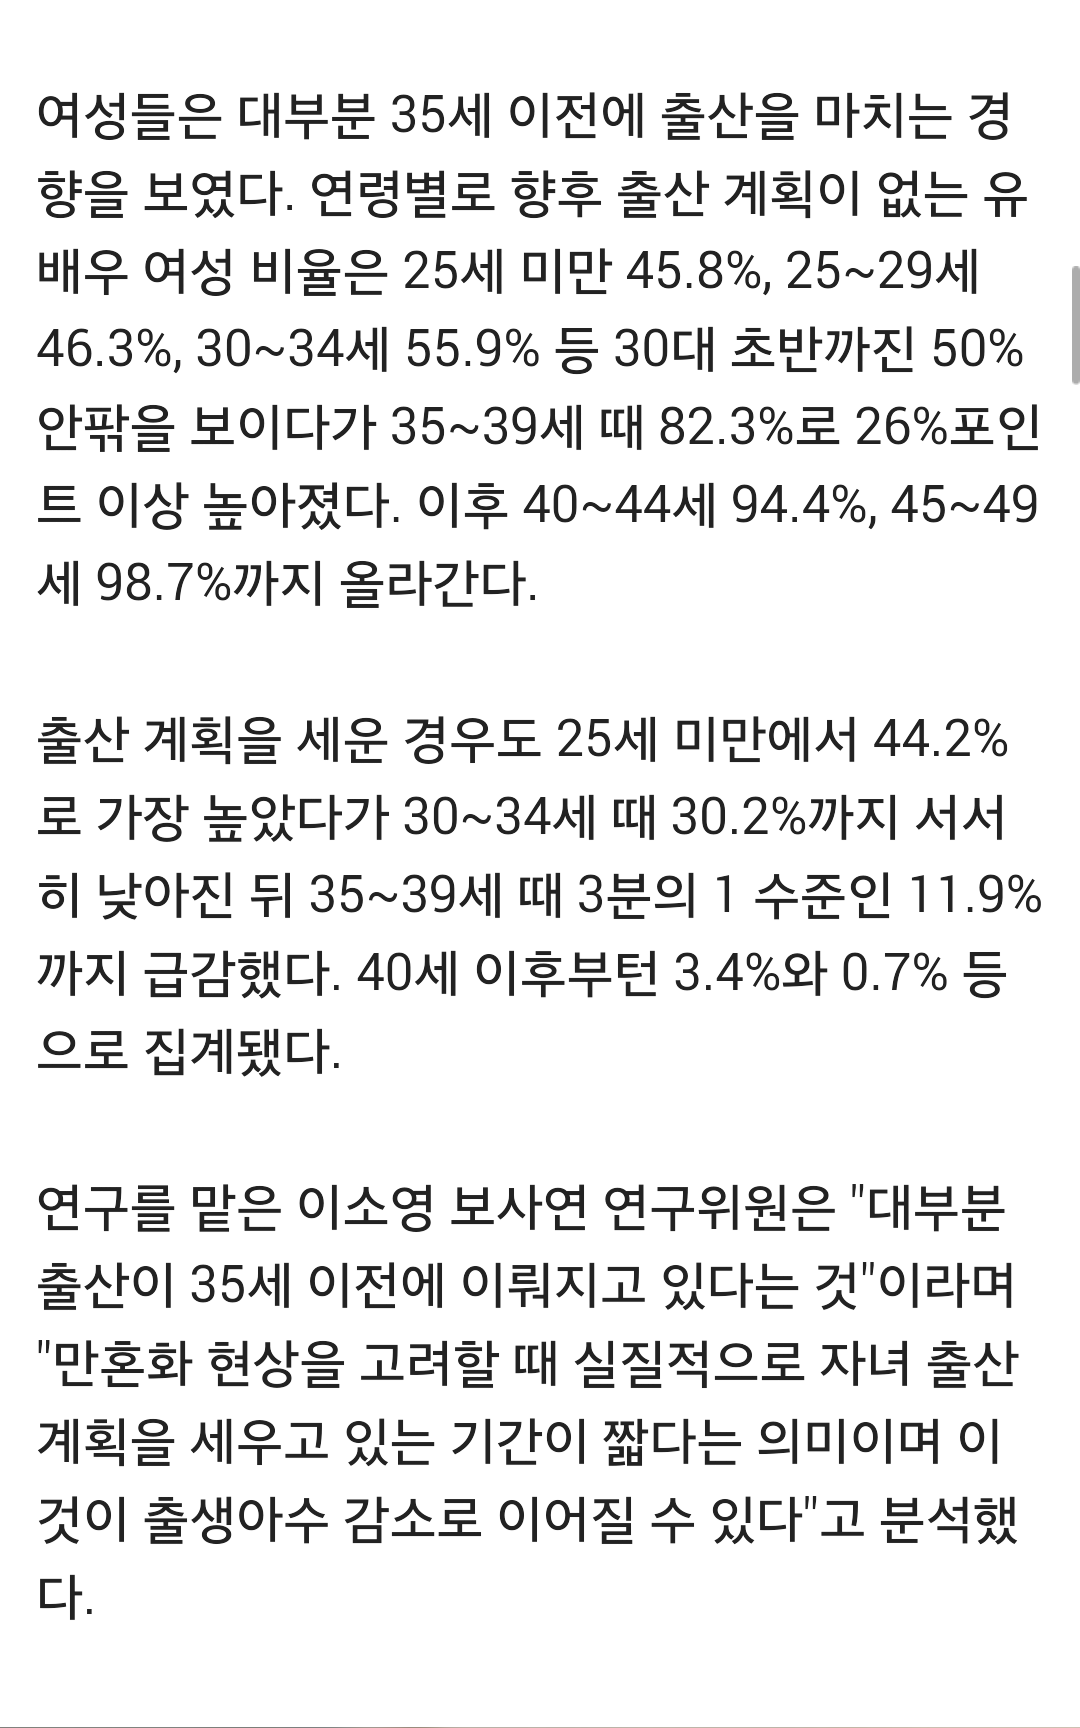 여성들은 대부분 35세 이전에 출산을 마치는 경
향을 보였다. 연령별로 향후 출산 계획이 없는 유
배우 여성 비율은 25세 미만 45.8%, 25~29세
46.3%, 30~34세 55.9% 등 30대 초반까진 50%
안팎을 보이다가 35~39세 때 82.3%로 26%포인
트 이상 높아졌다. 이후 40~44세 94.4%, 45~49
세 98.7%까지 올라간다.
출산 계획을 세운 경우도 25세 미만에서 44.2%
로 가장 높았다가 30~34세 때 30.2%까지 서서
히 낮아진 뒤 35~39세 때 3분의 1 수준인 11.9%
까지 급감했다. 40세 이후부턴 3.4%와 0.7% 등
으로 집계됐다.
연구를 맡은 이소영 보사연 연구위원은 "대부분
출산이 35세 이전에 이뤄지고 있다는 것"이라며
"만혼화 현상을 고려할 때 실질적으로 자녀 출산
계획을 세우고 있는 기간이 짧다는 의미이며 이
것이 출생아수 감소로 이어질 수 있다"고 분석했
다.